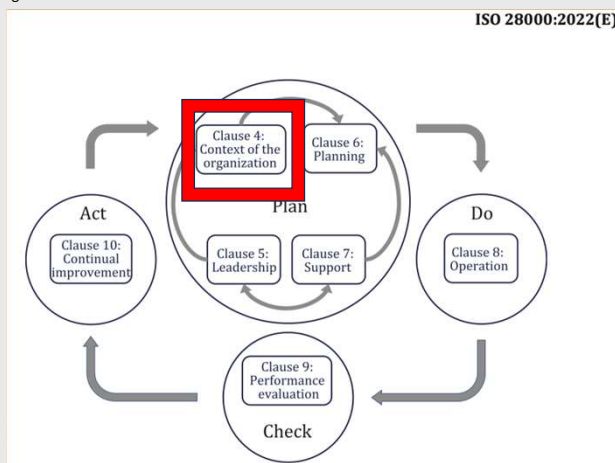 ISO 28000:2022(E)
Clause 4:
Context of the
organization
Clause 6:
Planning
Plan
Clause 5:
Leadership
Clause 7:
Support
Act
Clause 10:
Continual
improvement
Do
Clause 8:
Operation
Clause 9:
Performance
evaluation
Check